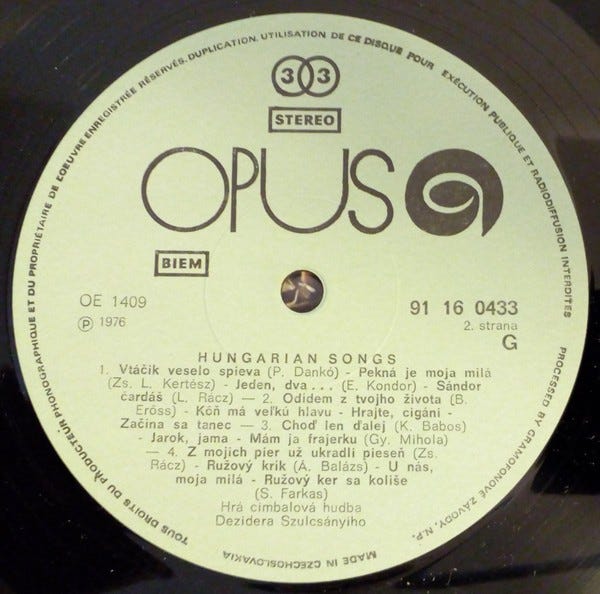 TOUS DROITS DU PRODUCTEUR PHONOGRAPHIQUE ET DU PROPRIÉTAIRE DE L'OEUVRE ENREGISTRÉE RÉSERVÉS. DUPLICATION, UTILISATION DE CE DISQUE POUR EXÉCUTION PUBLIQUE ET RADIODIFFUSION INTERDITES
PROCESSED BY GRAMOFONOVÉ ZÁVODY, N.P.
MADE IN CZECHOSLOVAKIA
33
STEREO
OPUS
BIEM
OE 1409
℗ 1976
91 16 0433
2. strana
G
HUNGARIAN SONGS
1. Vtáčik veselo spieva (P. Dankó) - Pekná je moja milá
(Zs. L. Kertész) - Jeden, dva ... (E. Kondor) - Sándor
čardáš (L. Rácz) — 2. Odídem z tvojho života (B.
Eröss) - Kôň má veľkú hlavu - Hrajte, cigáni -
Začína sa tanec — 3. Choď len ďalej (K. Babos)
- Jarok, jama - Mám ja frajerku (Gy. Mihola)
— 4. Z mojich pier už ukradli pieseň (Zs.
Rácz) - Ružový krík (A. Balázs) - U nás,
moja milá - Ružový ker sa kolíše
(S. Farkas)
Hrá cimbalová hudba
Dezidera Szulcsányiho